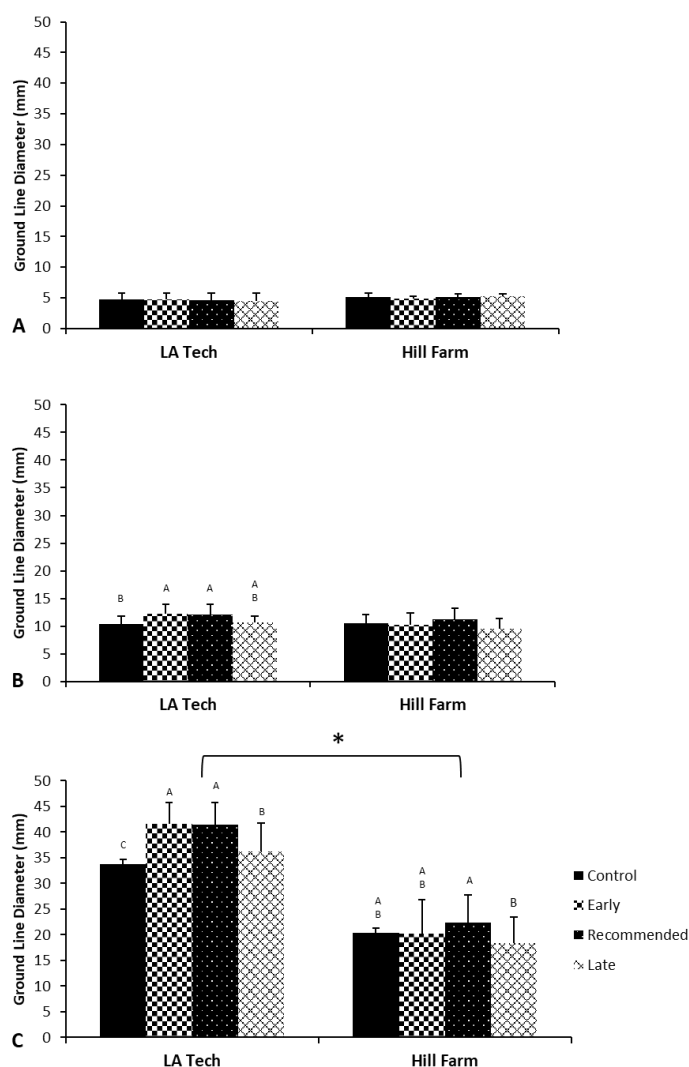 50
45
40
35
30
25
20
15
10
5
0
Ground Line Diameter (mm)
A
LA Tech Hill Farm
50
45
40
35
30
25
20
15
10
5
0
Ground Line Diameter (mm)
B A A A
B
B
LA Tech Hill Farm
*
50
45
40
35
30
25
20
15
10
5
0
Ground Line Diameter (mm)
C A A B
A
B
A
B
A B
Control
Early
Recommended
Late
C
LA Tech Hill Farm